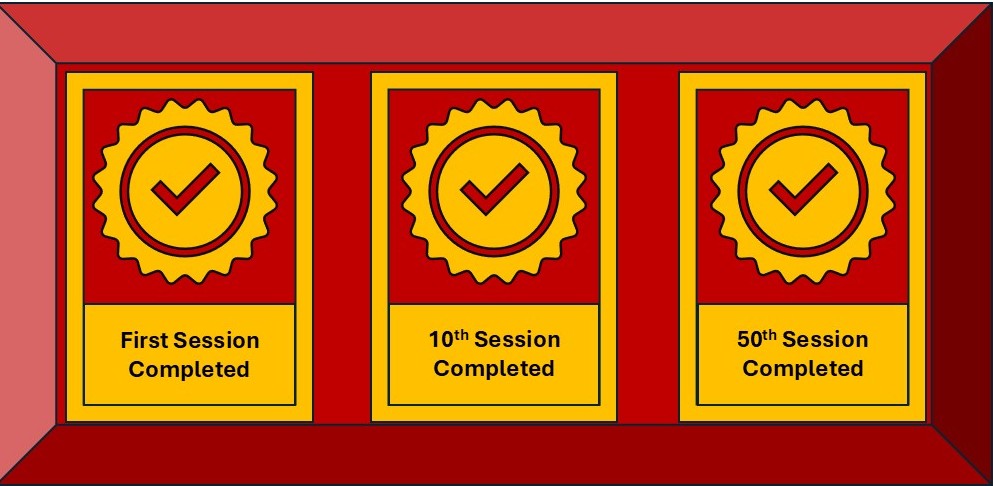 First Session
Completed
10th Session
Completed
50th Session
Completed